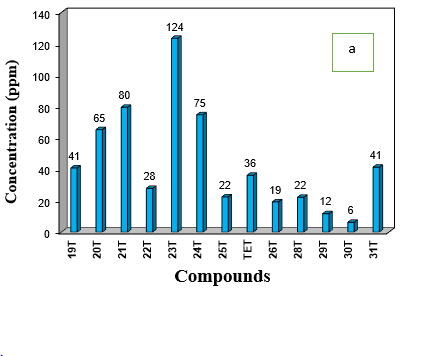 a
Concentration (ppm)
140
120
100
80
60
40
20
0
41
65
80
28
124
75
22
36
19
22
12
6
41
19T
20T
21T
22T
23T
24T
25T
TET
26T
28T
29T
30T
31T
Compounds
.